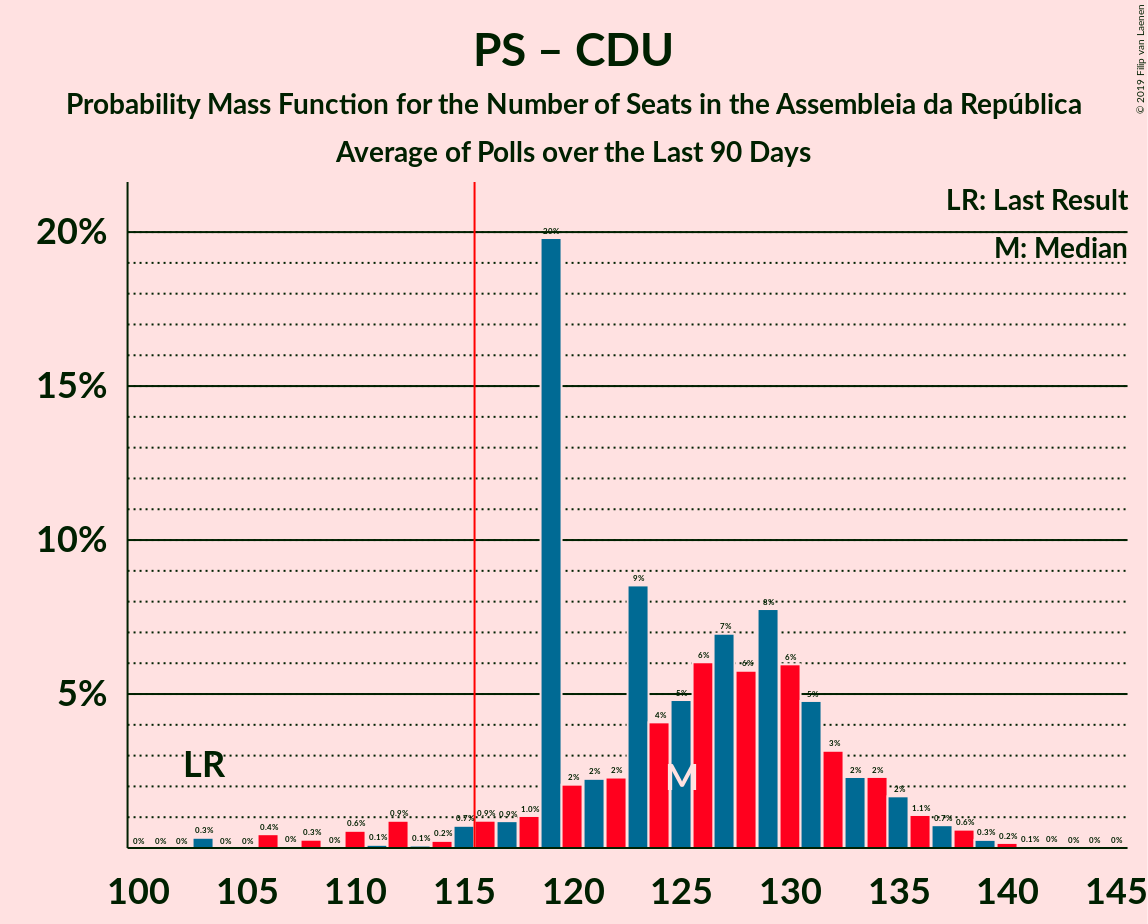 PS – CDU
Probability Mass Function for the Number of Seats in the Assembleia da República
Average of Polls over the Last 90 Days
© 2019 Filip van Laenen
LR: Last Result
M: Median
20%
15%
10%
5%
0% 0% 0% 0.3% 0% 0% 0.4% 0% 0.3% 0% 0.6% 0.1% 0.9% 0.1% 0.2% 0.7% 0.9% 0.9% 1.0% 20% 2% 2% 2% 9% 4% 5% 6% 7% 6% 8% 6% 5% 3% 2% 2% 2% 1.1% 0.7% 0.6% 0.3% 0.2% 0.1% 0% 0% 0% 0%
LR
M
100 105 110 115 120 125 130 135 140 145